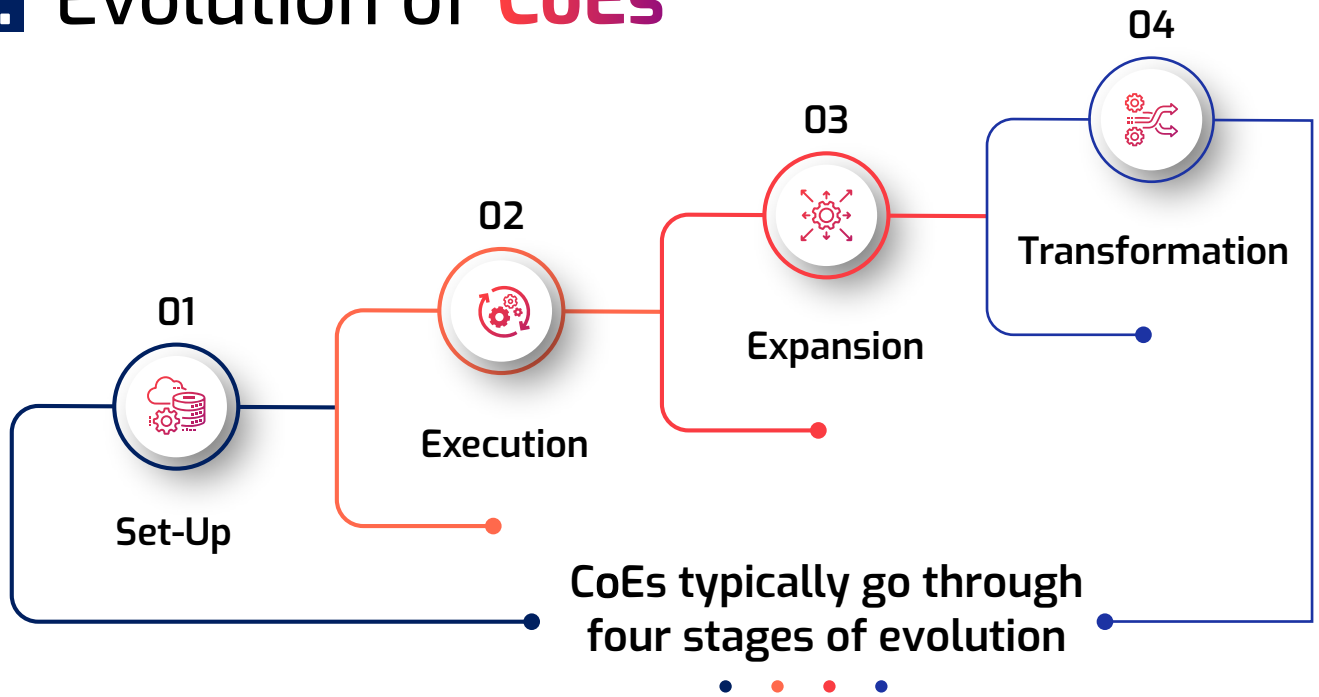 Evolution of CoEs
04
03
02
01
Transformation
Expansion
Execution
Set-Up
CoEs typically go through
four stages of evolution